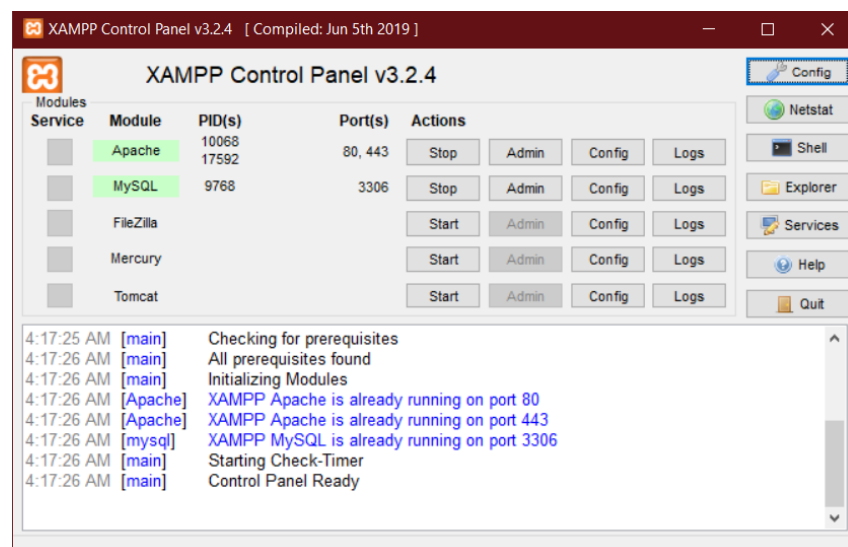 XAMPP Control Panel v3.2.4 [ Compiled: Jun 5th 2019 ]
XAMPP Control Panel v3.2.4
Config
Modules
Service Module PID(s) Port(s) Actions
Netstat
Apache 10068 17592 80, 443 Stop Admin Config Logs
Shell
MySQL 9768 3306 Stop Admin Config Logs
Explorer
FileZilla Start Admin Config Logs
Services
Mercury Start Admin Config Logs
Help
Tomcat Start Admin Config Logs
Quit
4:17:25 AM [main] Checking for prerequisites
4:17:26 AM [main] All prerequisites found
4:17:26 AM [main] Initializing Modules
4:17:26 AM [Apache] XAMPP Apache is already running on port 80
4:17:26 AM [Apache] XAMPP Apache is already running on port 443
4:17:26 AM [mysql] XAMPP MySQL is already running on port 3306
4:17:26 AM [main] Starting Check-Timer
4:17:26 AM [main] Control Panel Ready